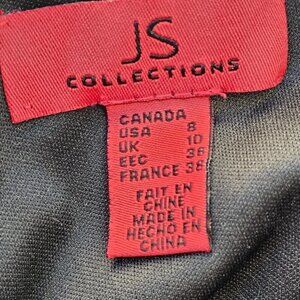 JS
COLLECTIONS
CANADA
USA 8
UK 10
EEC 36
FRANCE 38
FAIT EN
CHINE
MADE IN
HECHO EN
CHINA